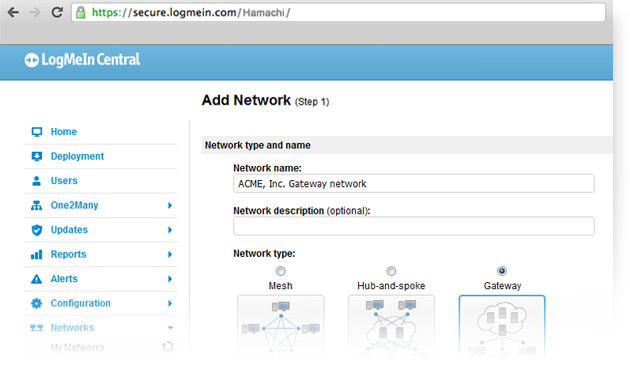 https://secure.logmein.com/Hamachi/
LogMeIn Central
Add Network (Step 1)
Home
Deployment
Users
One2Many
Updates
Reports
Alerts
Configuration
Networks
My Networks
Network type and name
Network name:
ACME, Inc. Gateway network
Network description (optional):
Network type:
Mesh
Hub-and-spoke
Gateway